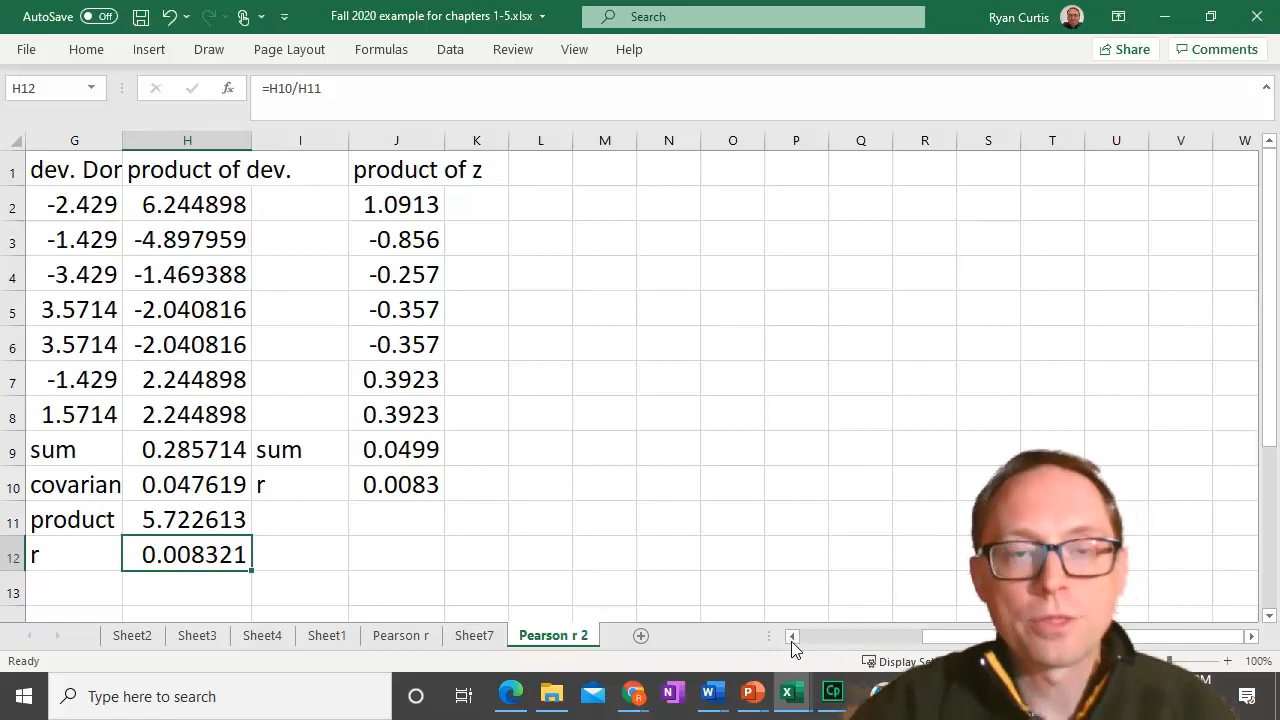 AutoSave Off Fall 2020 example for chapters 1-5.xlsx Search Ryan Curtis
File Home Insert Draw Page Layout Formulas Data Review View Help Share Comments
H12 fx =H10/H11
G H I J K L M N O P Q R S T U V W
1 dev. Dor product of dev. product of z
2 -2.429 6.244898 1.0913
3 -1.429 -4.897959 -0.856
4 -3.429 -1.469388 -0.257
5 3.5714 -2.040816 -0.357
6 3.5714 -2.040816 -0.357
7 -1.429 2.244898 0.3923
8 1.5714 2.244898 0.3923
9 sum 0.285714 sum 0.0499
10 covarian 0.047619 r 0.0083
11 product 5.722613
12 r 0.008321
13
Sheet2 Sheet3 Sheet4 Sheet1 Pearson r Sheet7 Pearson r 2
Ready Display Se 100%
Type here to search